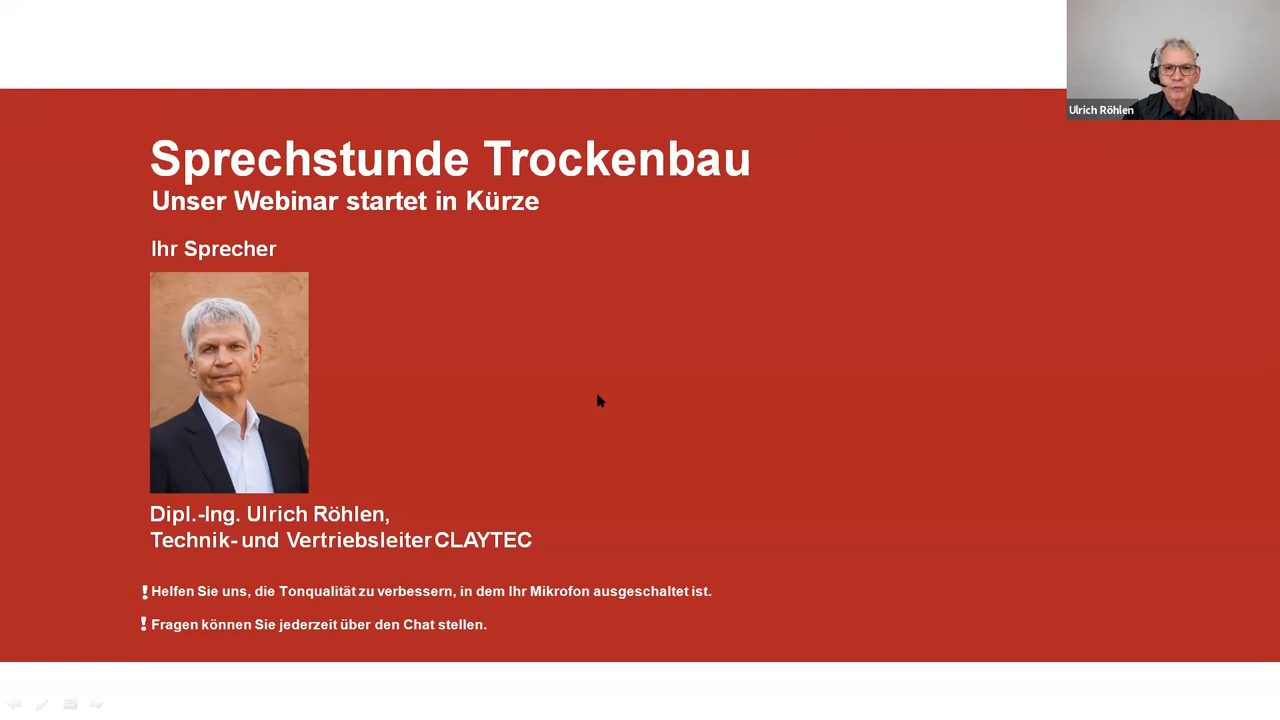 Ulrich Röhlen
Sprechstunde Trockenbau
Unser Webinar startet in Kürze
Ihr Sprecher
Dipl.-Ing. Ulrich Röhlen,
Technik- und Vertriebsleiter CLAYTEC
! Helfen Sie uns, die Tonqualität zu verbessern, in dem Ihr Mikrofon ausgeschaltet ist.
! Fragen können Sie jederzeit über den Chat stellen.